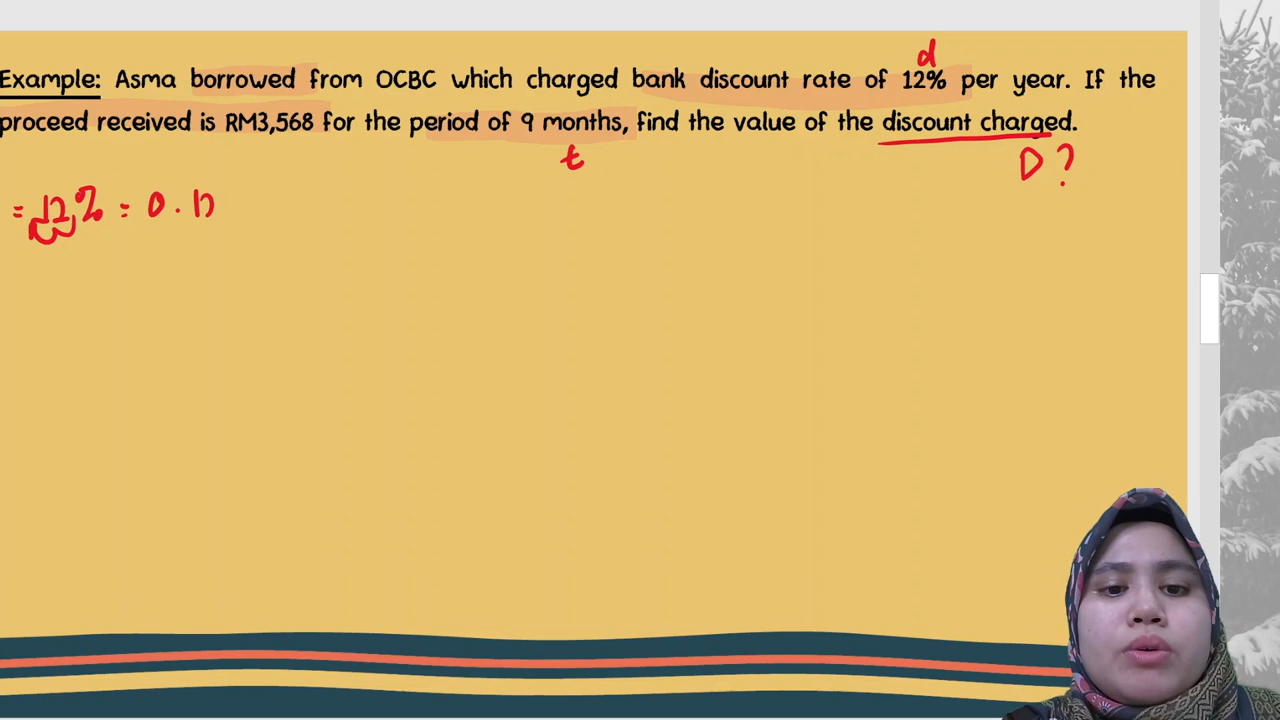 d
Example: Asma borrowed from OCBC which charged bank discount rate of 12% per year. If the
proceed received is RM3,568 for the period of 9 months, find the value of the discount charged.
t
D ?
= 12% = 0.12